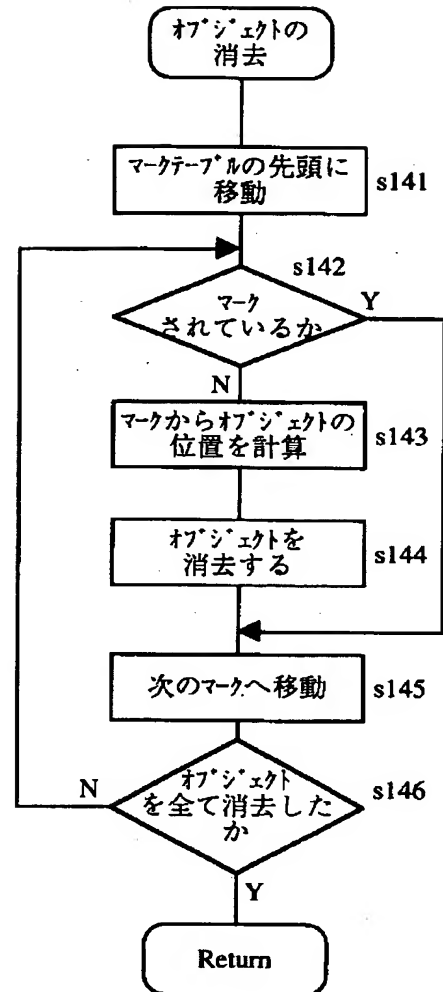 オブジェクトの
消去
マークテーブルの先頭に
移動
s141
s142
マーク
されているか
Y
N
マークからオブジェクトの
位置を計算
s143
オブジェクトを
消去する
s144
次のマークへ移動
s145
オブジェクト
を全て消去した
か
s146
N
Y
Return